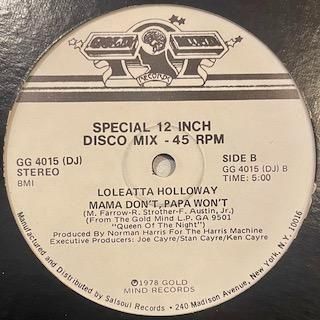 GOLD MIND
RECORDS
SPECIAL 12 INCH
DISCO MIX - 45 RPM
GG 4015 (DJ)
STEREO
BMI
SIDE B
(GG 4015 (DJ) B
TIME: 5:00
LOLEATTA HOLLOWAY
MAMA DON'T, PAPA WON'T
(M. Farrow-R. Strother-F. Austin, Jr.)
(From The Gold Mind L.P. GA 9501
"Queen Of The Night")
Produced by Norman Harris For The Harris Machine
Executive Producers: Joe Cayre/Stan Cayre/Ken Cayre
℗1978 GOLD
MIND RECORDS
Manufactured and distributed by Salsoul Records • 240 Madison Avenue, New York, N.Y. 10016